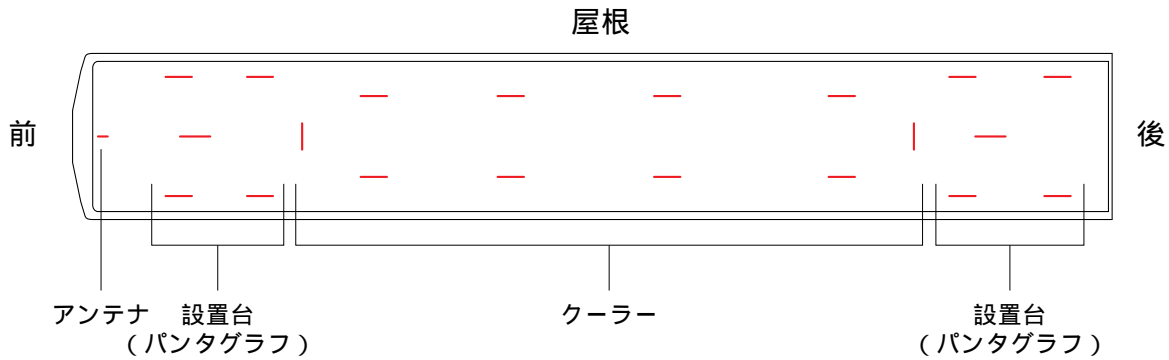 屋根
前
後
アンテナ
設置台
(パンタグラフ)
クーラー
設置台
(パンタグラフ)